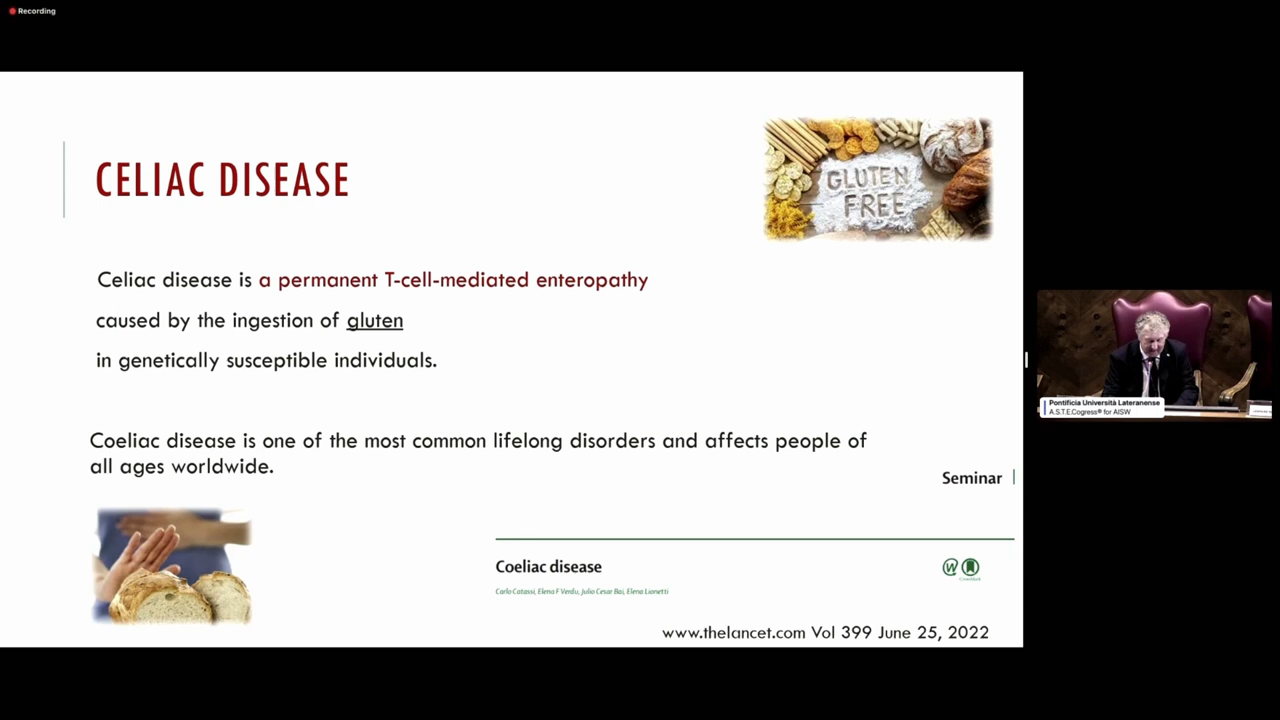 Recording
CELIAC DISEASE
GLUTEN
FREE
Celiac disease is a permanent T-cell-mediated enteropathy
caused by the ingestion of gluten
in genetically susceptible individuals.
Coeliac disease is one of the most common lifelong disorders and affects people of
all ages worldwide.
Seminar
Coeliac disease
Carlo Catassi, Elena F Verdu, Julio Cesar Bai, Elena Lionetti
CrossMark
www.thelancet.com Vol 399 June 25, 2022
Pontificia Università Lateranense
A.S.T.E.Cogress® for AISW